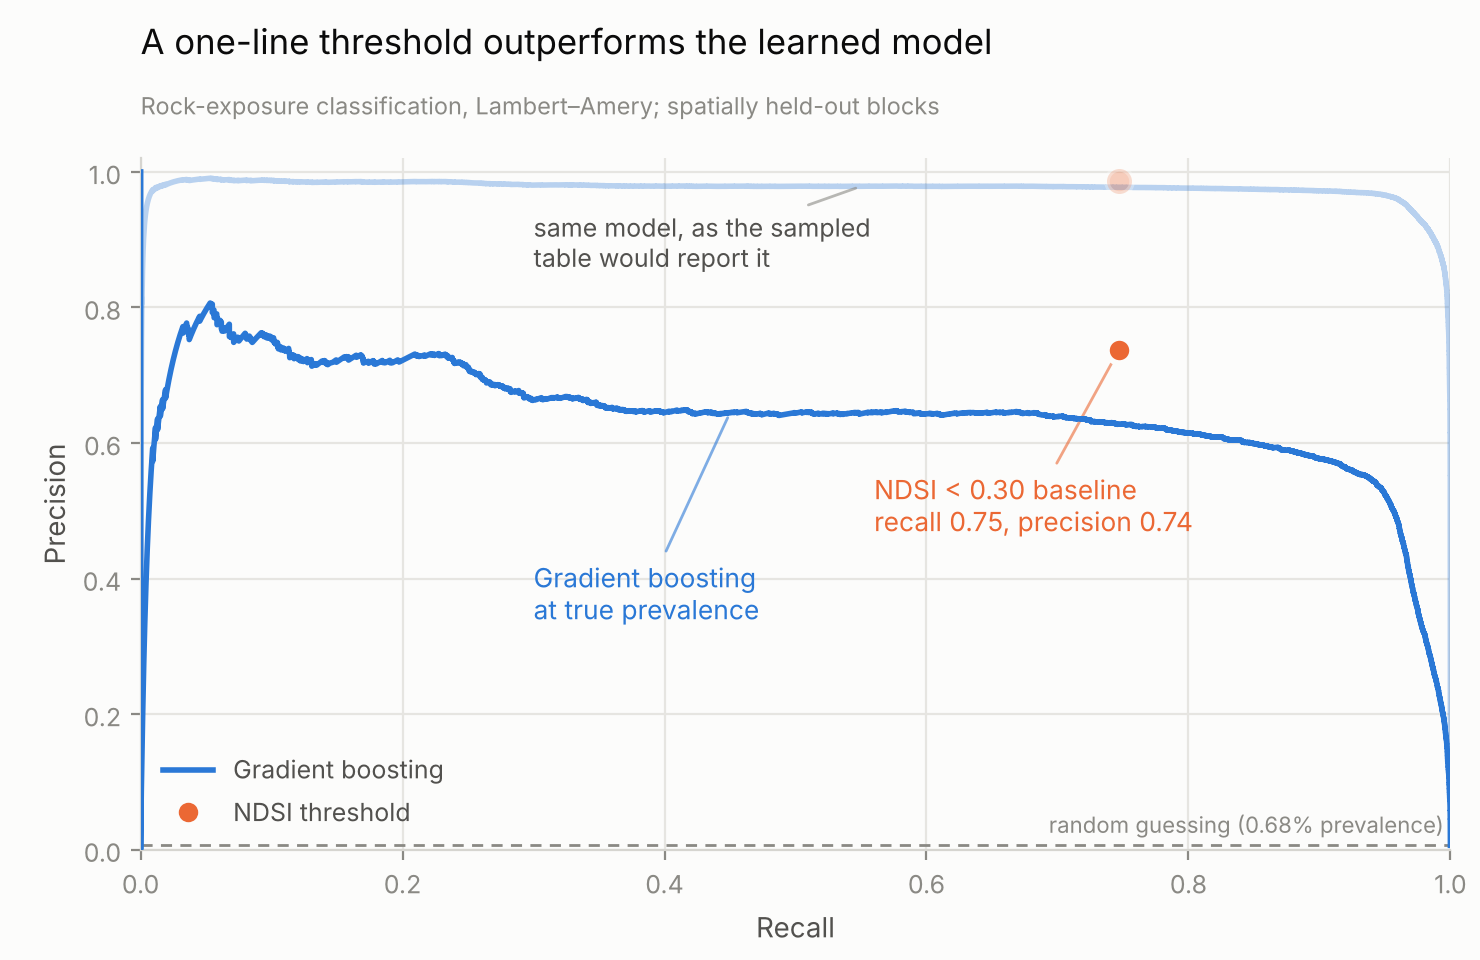 A one-line threshold outperforms the learned model
Rock-exposure classification, Lambert–Amery; spatially held-out blocks
1.0
0.8
0.6
0.4
0.2
0.0
Precision
same model, as the sampled
table would report it
NDSI < 0.30 baseline
recall 0.75, precision 0.74
Gradient boosting
at true prevalence
Gradient boosting
NDSI threshold
random guessing (0.68% prevalence)
0.0 0.2 0.4 0.6 0.8 1.0
Recall